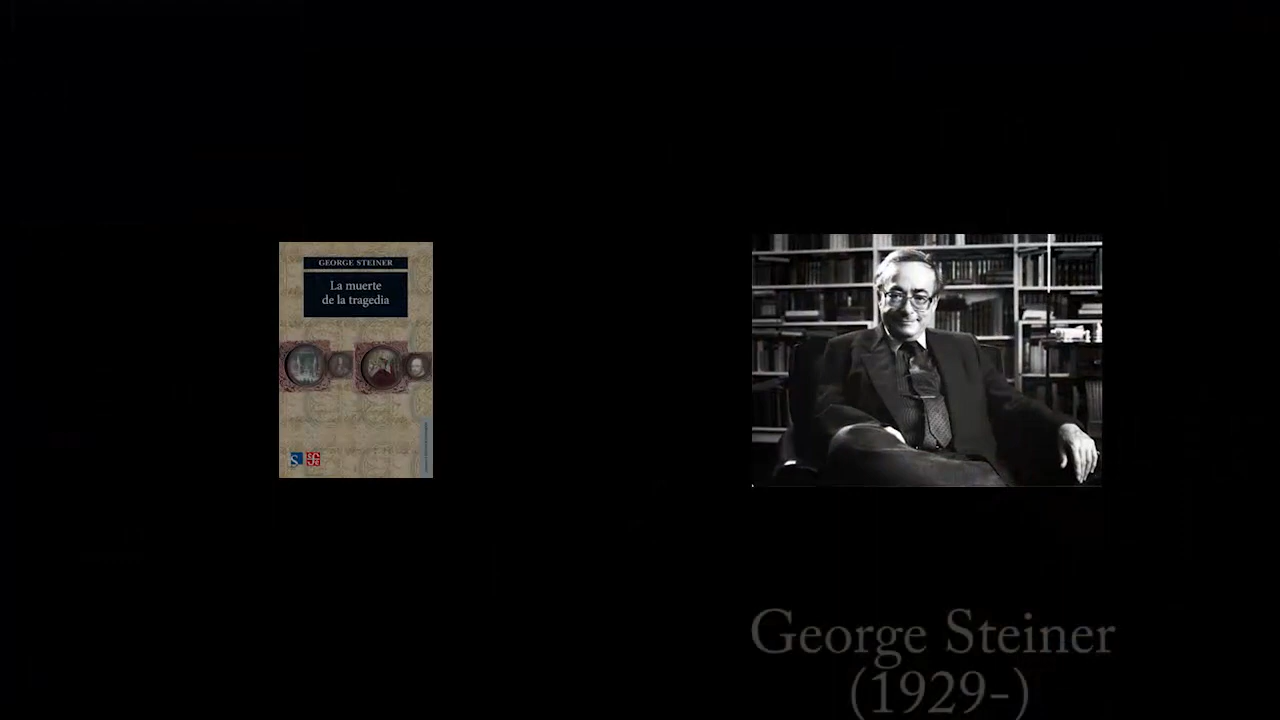 GEORGE STEINER
La muerte
de la tragedia
George Steiner
(1929-)